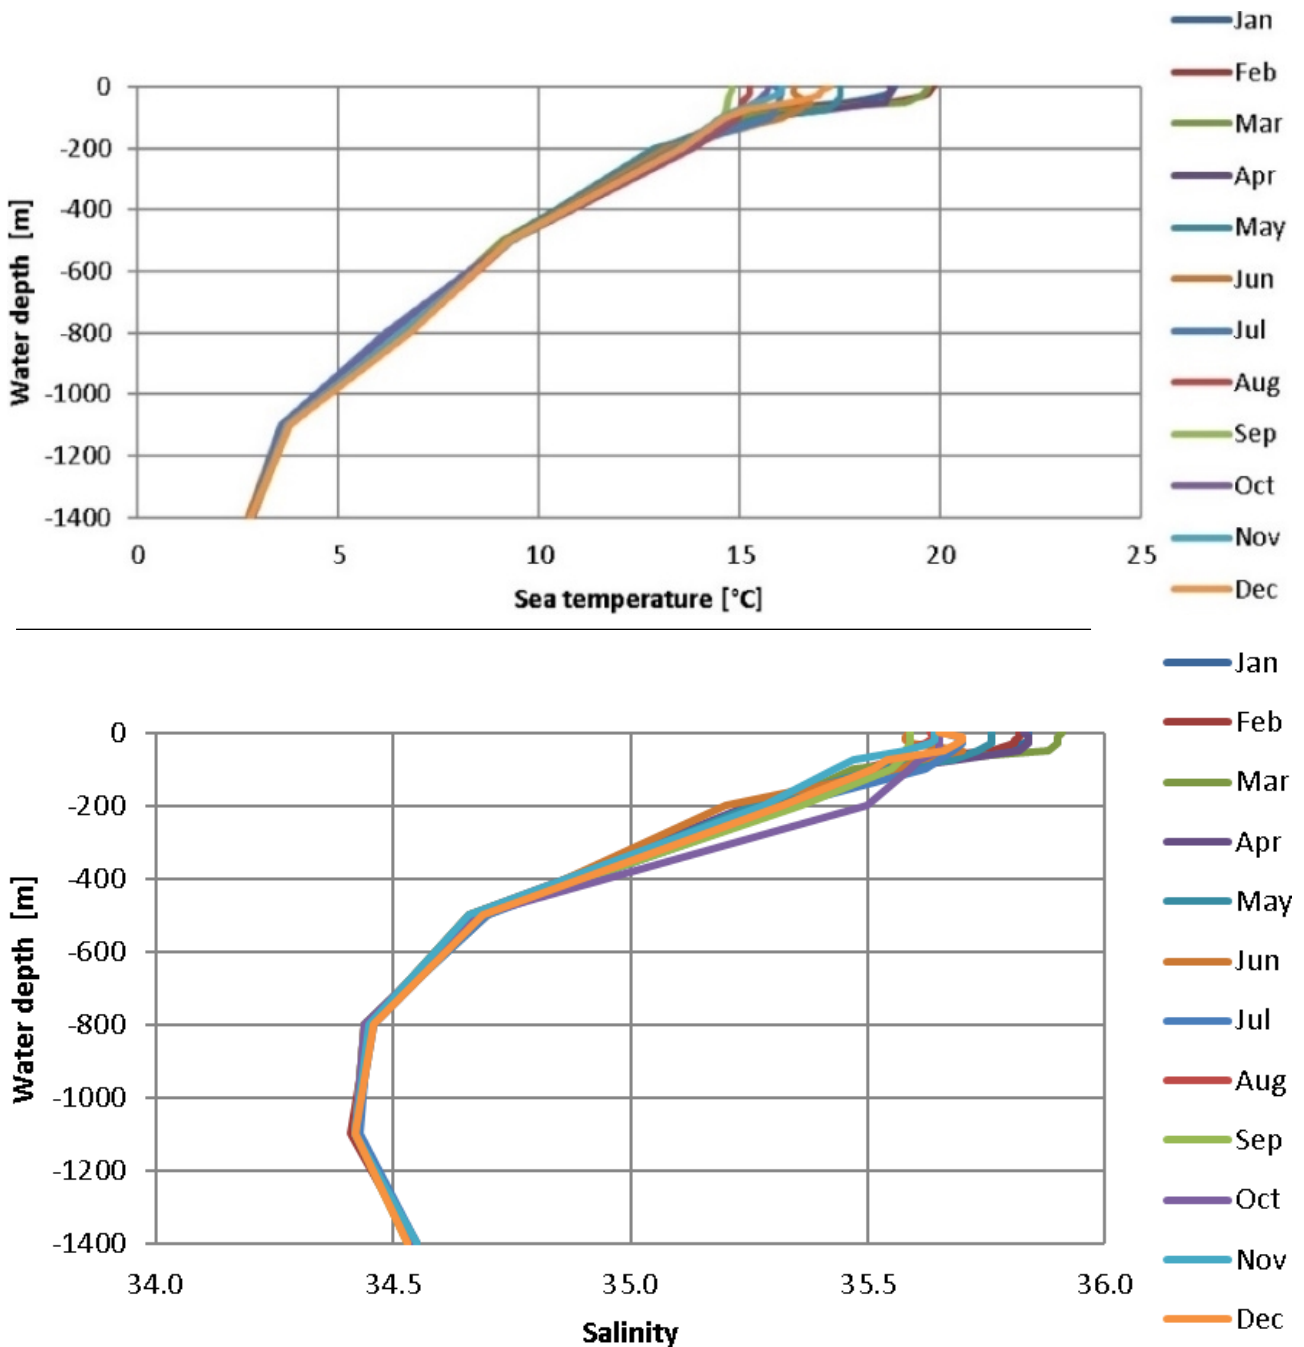 Jan
Feb
Mar
Apr
May
Jun
Jul
Aug
Sep
Oct
Nov
Dec
Water depth [m]
0
-200
-400
-600
-800
-1000
-1200
-1400
0 5 10 15 20 25
Sea temperature [°C]
Jan
Feb
Mar
Apr
May
Jun
Jul
Aug
Sep
Oct
Nov
Dec
Water depth [m]
0
-200
-400
-600
-800
-1000
-1200
-1400
34.0 34.5 35.0 35.5 36.0
Salinity